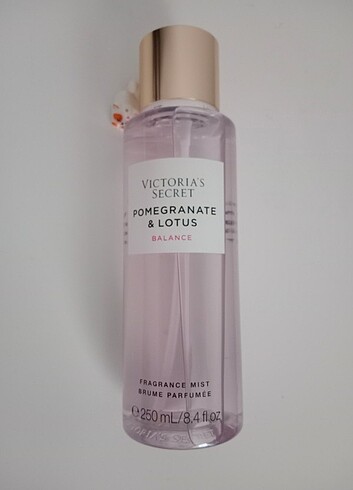 VICTORIA'S
SECRET
POMEGRANATE
& LOTUS
BALANCE
FRAGRANCE MIST
BRUME PARFUMÉE
℮ 250 mL/8.4 fl oz